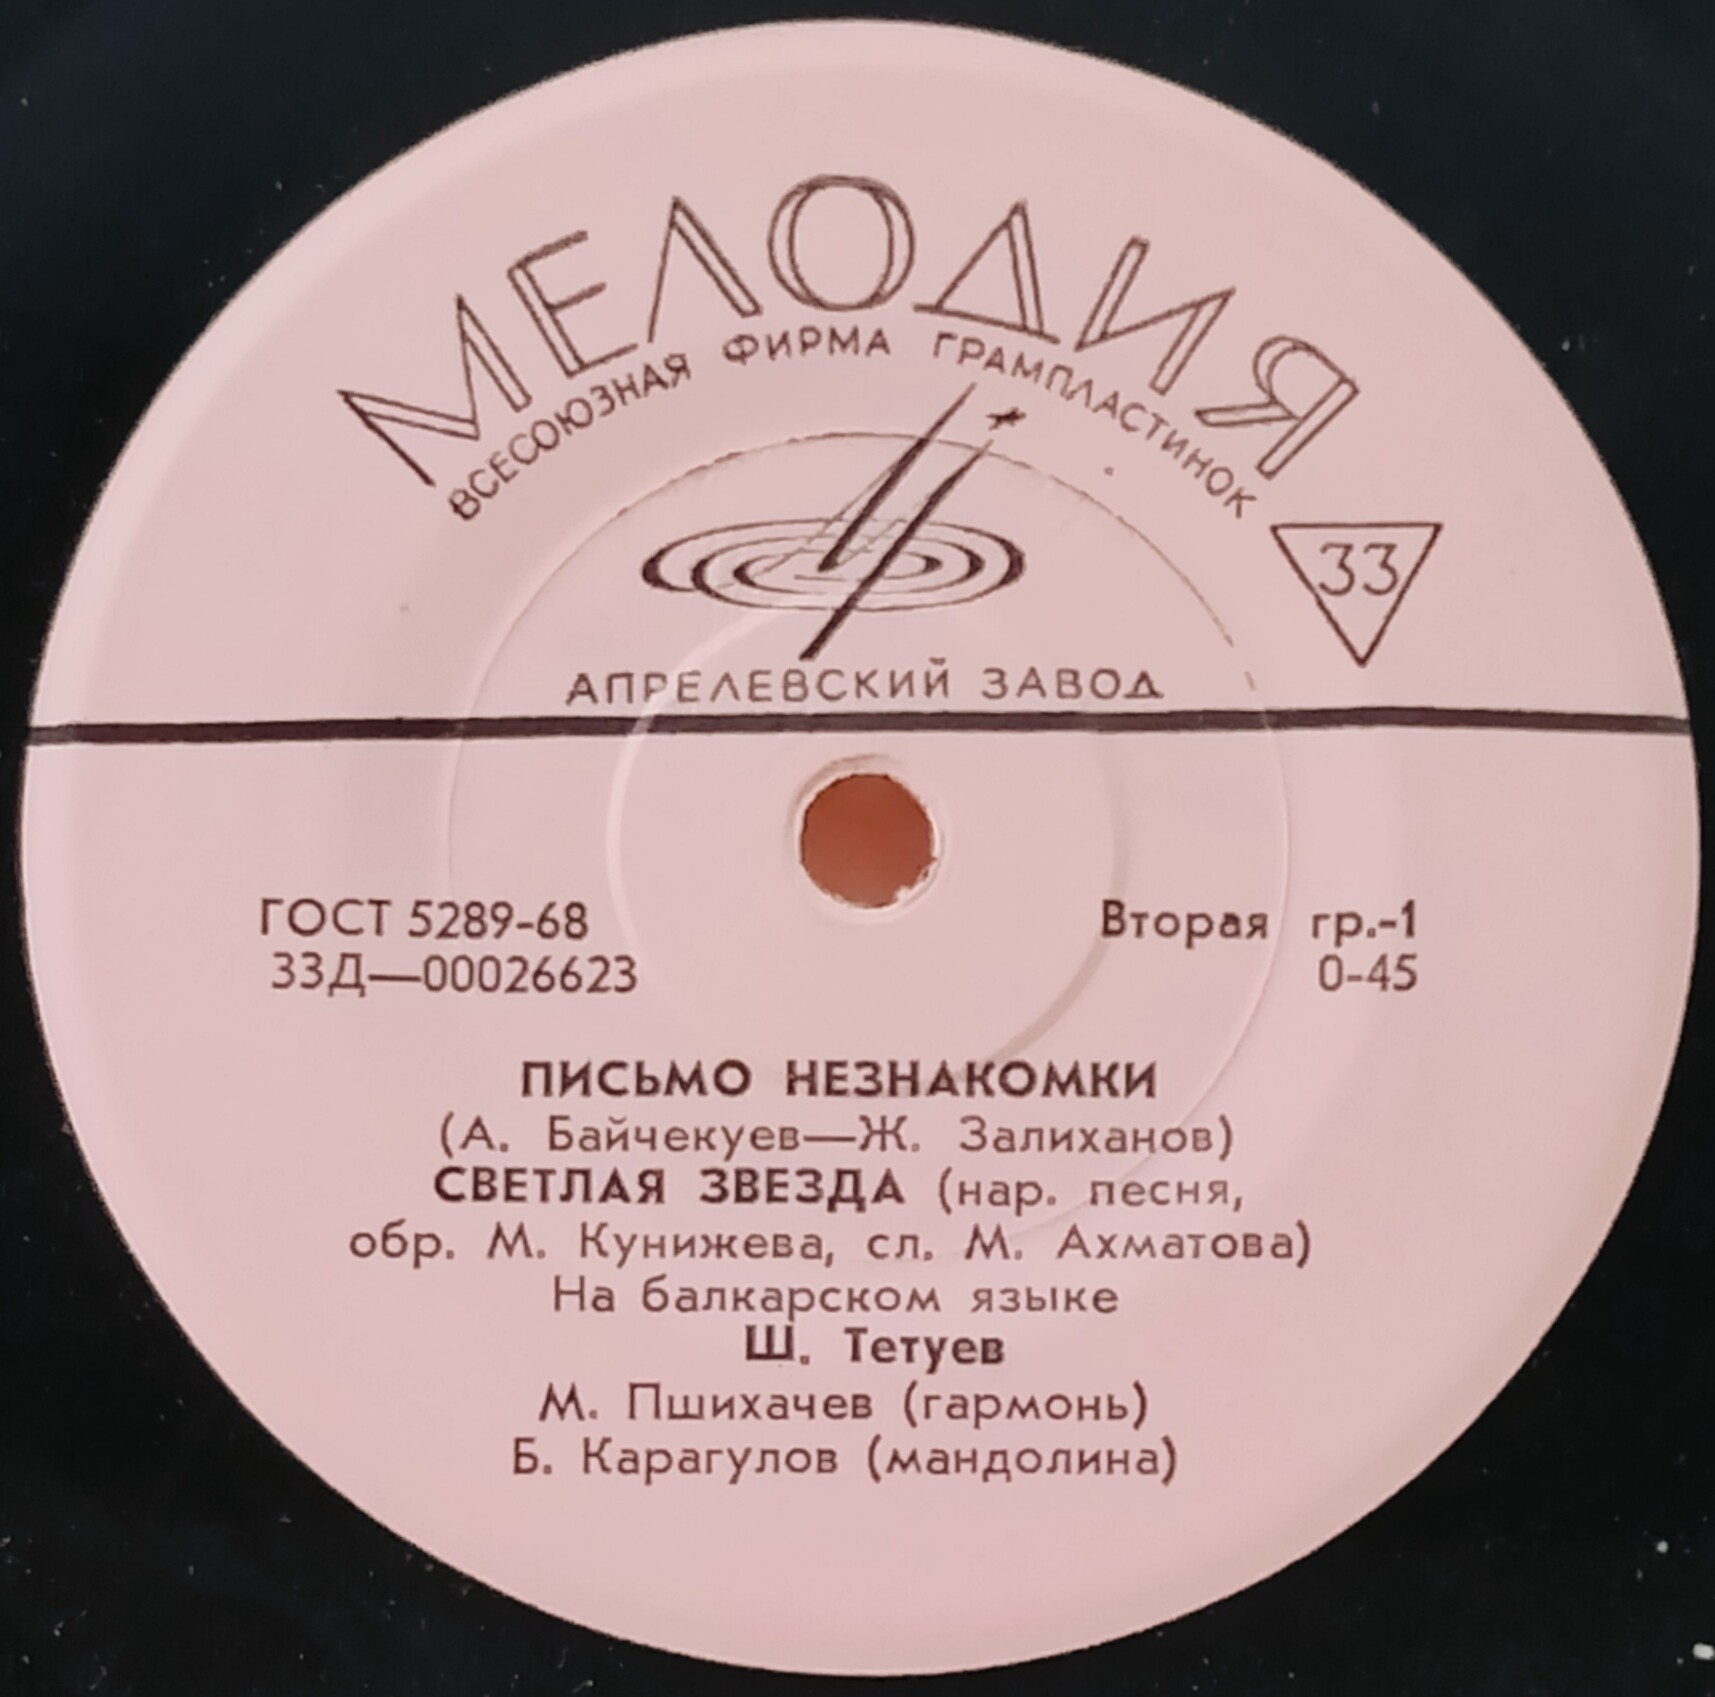 МЕЛОДИЯ
ВСЕСОЮЗНАЯ ФИРМА ГРАМПЛАСТИНОК
33
АПРЕЛЕВСКИЙ ЗАВОД
ГОСТ 5289-68
Вторая гр.-1
33Д—00026623
0-45
ПИСЬМО НЕЗНАКОМКИ
(А. Байчекуев—Ж. Залиханов)
СВЕТЛАЯ ЗВЕЗДА (нар. песня,
обр. М. Кунижева, сл. М. Ахматова)
На балкарском языке
Ш. Тетуев
М. Пшихачев (гармонь)
Б. Карагулов (мандолина)